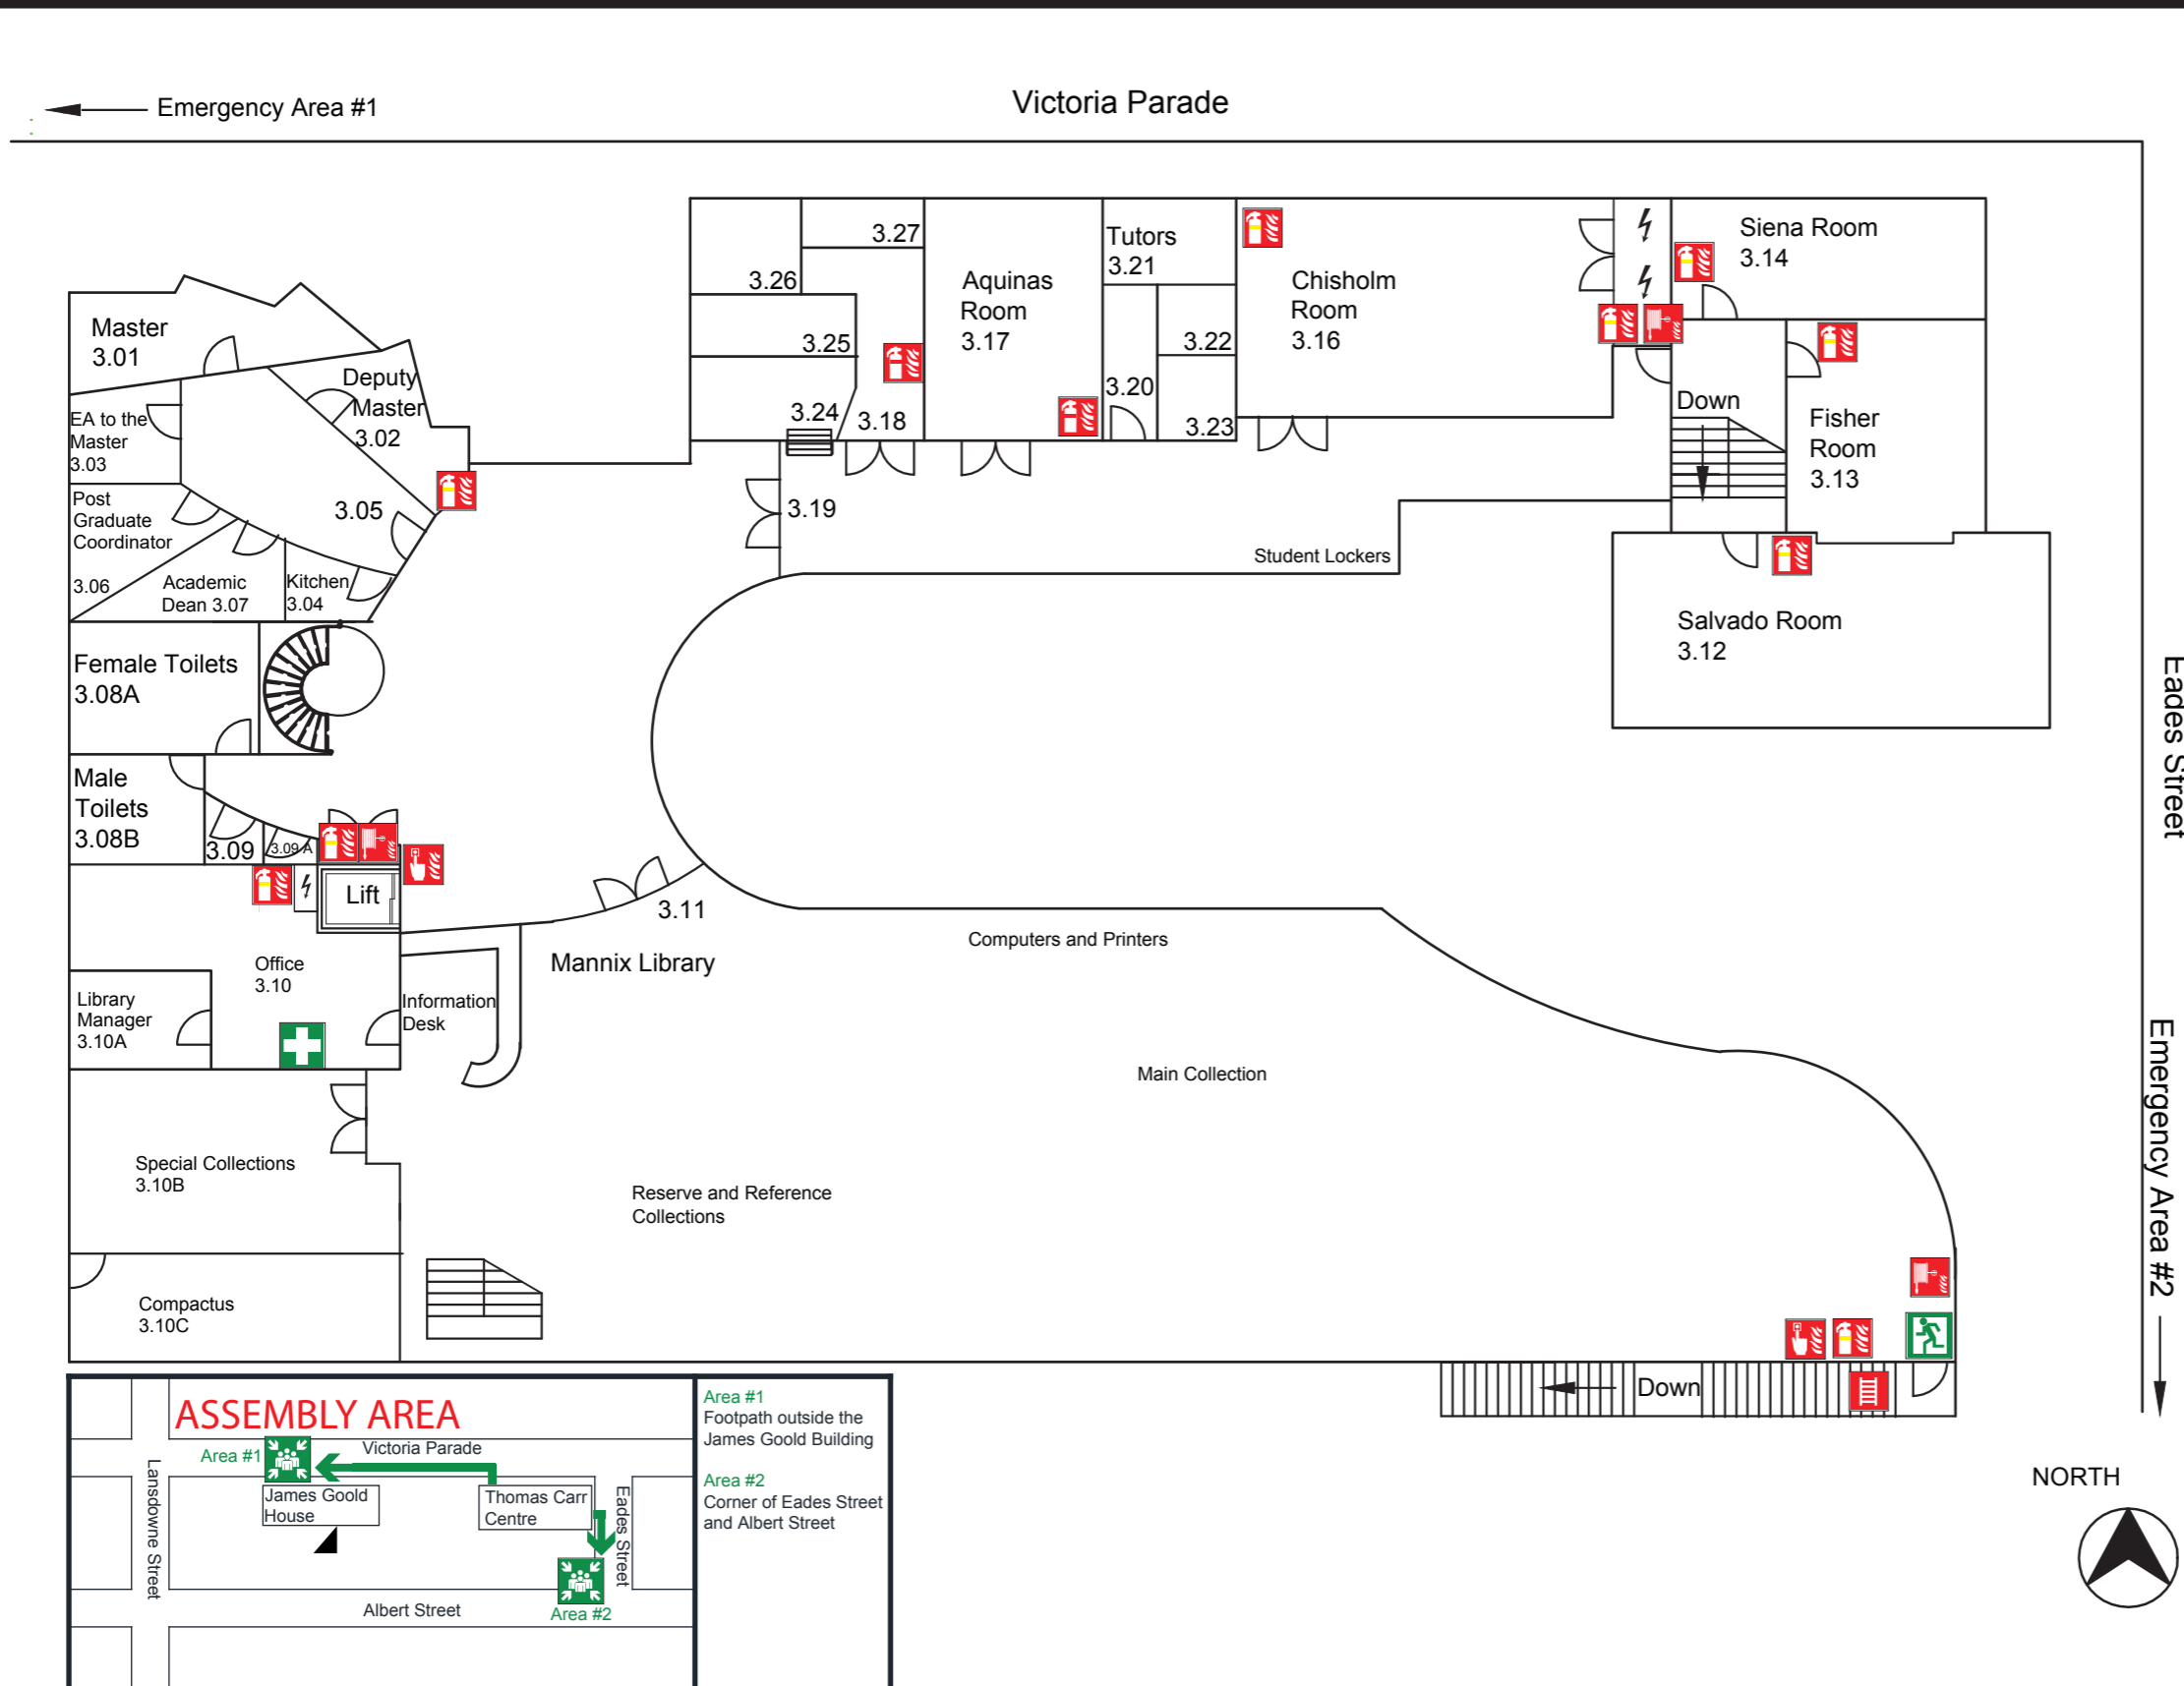 Emergency Area #1
Victoria Parade
3.27
3.26
3.25
3.24
3.18
Aquinas
Room
3.17
Tutors
3.21
3.22
3.20
3.23
Chisholm
Room
3.16
Siena Room
3.14
Down
Fisher
Room
3.13
Master
3.01
Deputy
Master
3.02
EA to the
Master
3.03
Post
Graduate
Coordinator
3.06
3.05
Academic
Dean 3.07
Kitchen
3.04
3.19
Student Lockers
Salvado Room
3.12
Eades Street
Female Toilets
3.08A
Male
Toilets
3.08B
3.09
3.09 A
Lift
3.11
Mannix Library
Computers and Printers
Office
3.10
Library
Manager
3.10A
Information
Desk
Main Collection
Emergency Area #2
Special Collections
3.10B
Reserve and Reference
Collections
Compactus
3.10C
Down
ASSEMBLY AREA
Area #1
Victoria Parade
Lansdowne Street
James Goold
House
Thomas Carr
Centre
Eades Street
Albert Street
Area #2
Area #1
Footpath outside the
James Goold Building
Area #2
Corner of Eades Street
and Albert Street
NORTH